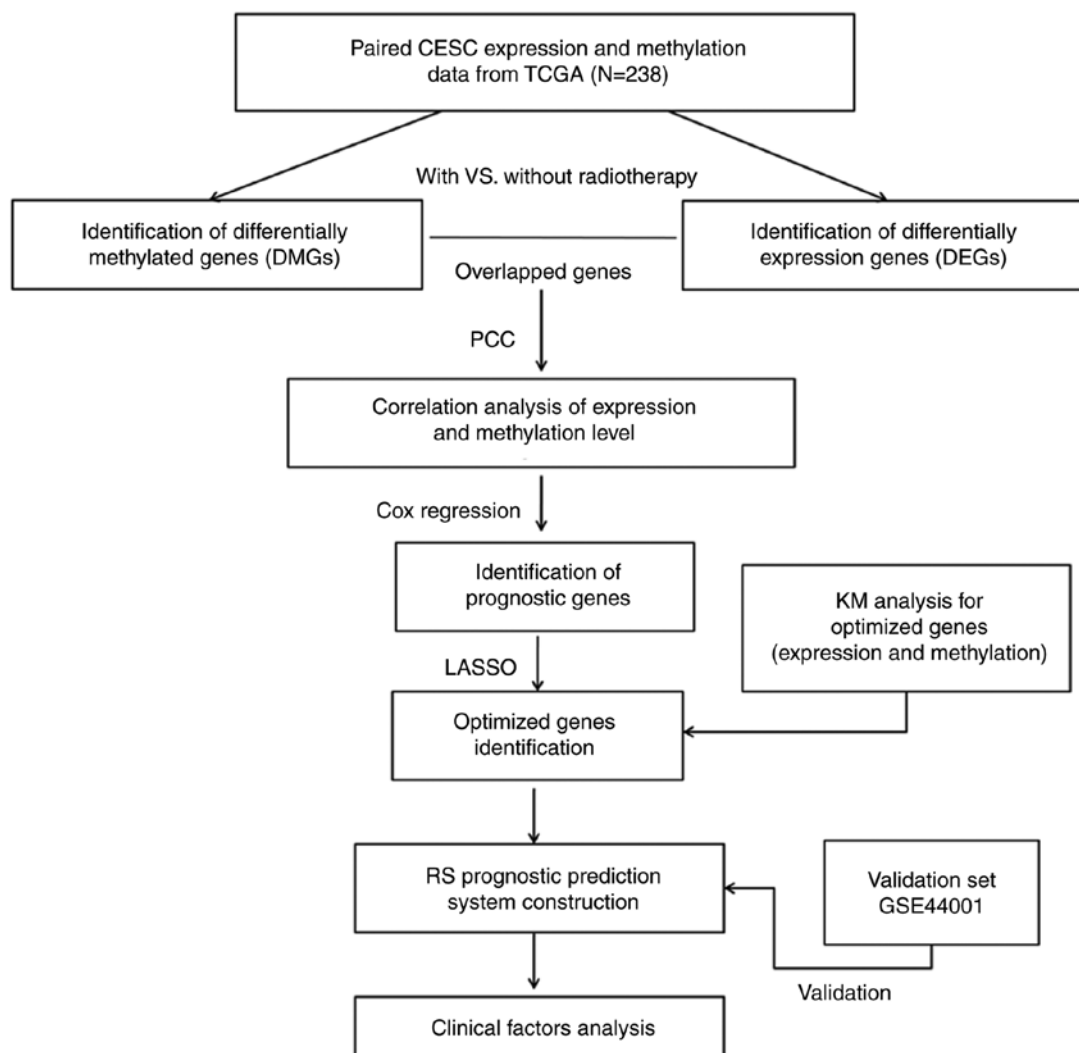 Paired CESC expression and methylation
data from TCGA (N=238)
With VS. without radiotherapy
Identification of differentially
methylated genes (DMGs)
Identification of differentially
expression genes (DEGs)
Overlapped genes
PCC
Correlation analysis of expression
and methylation level
Cox regression
Identification of
prognostic genes
KM analysis for
optimized genes
(expression and methylation)
LASSO
Optimized genes
identification
RS prognostic prediction
system construction
Validation set
GSE44001
Validation
Clinical factors analysis